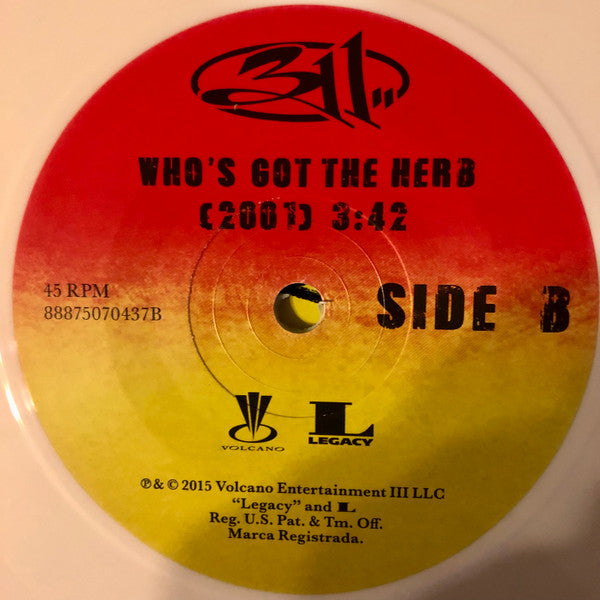 311
WHO'S GOT THE HERB
(2001) 3:42
45 RPM
88875070437B
SIDE B
VOLCANO
L
LEGACY
℗ & © 2015 Volcano Entertainment III LLC
"Legacy" and L
Reg. U.S. Pat. & Tm. Off.
Marca Registrada.